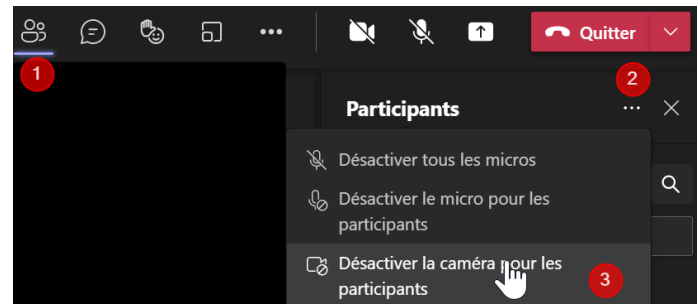 Quitter
1
2
Participants
Désactiver tous les micros
Désactiver le micro pour les
participants
Désactiver la caméra pour les
participants
3